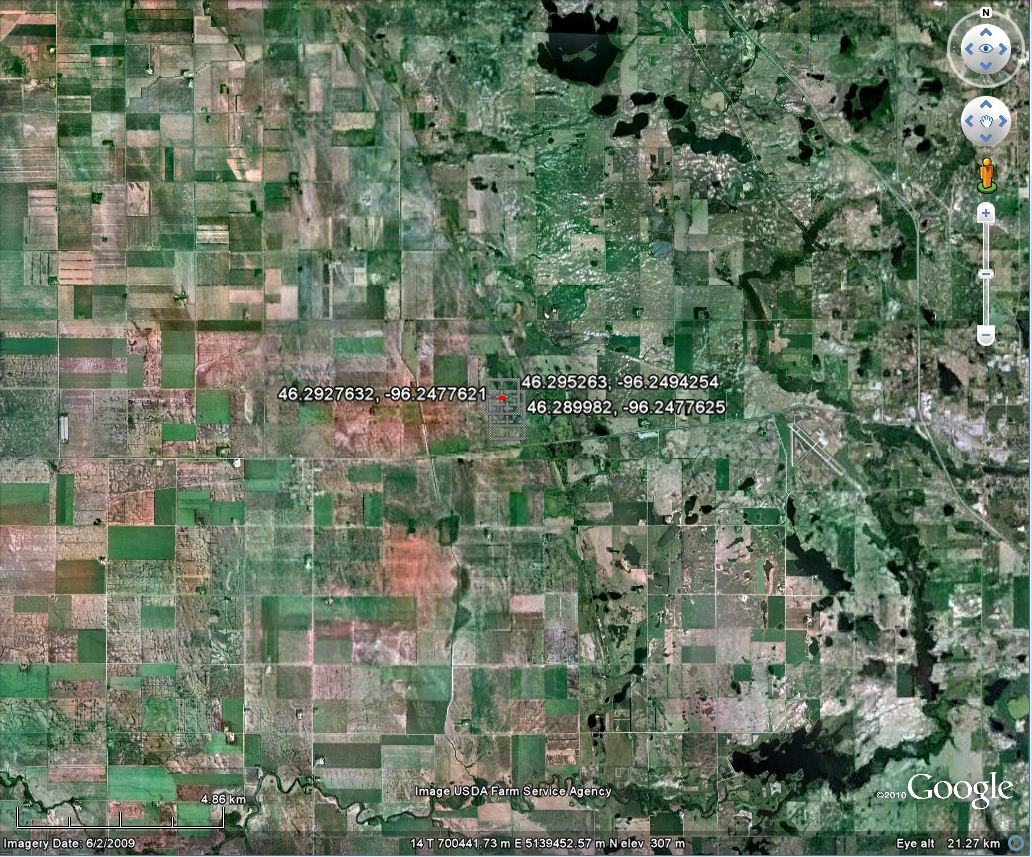 N
46.295263, -96.2494254
46.2927632, -96.2477621
46.289982, -96.2477625
Image USDA Farm Service Agency
©2010 Google
4.86 km
Imagery Date: 6/2/2009
14 T 700441.73 m E 5139452.57 m N elev 307 m
Eye alt 21.27 km